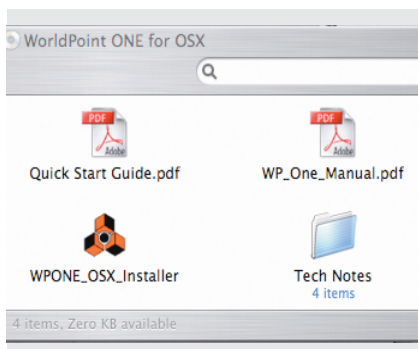 WorldPoint ONE for OSX
PDF
Adobe
PDF
Adobe
Quick Start Guide.pdf
WP_One_Manual.pdf
WPONE_OSX_Installer
Tech Notes
4 items
4 items, Zero KB available